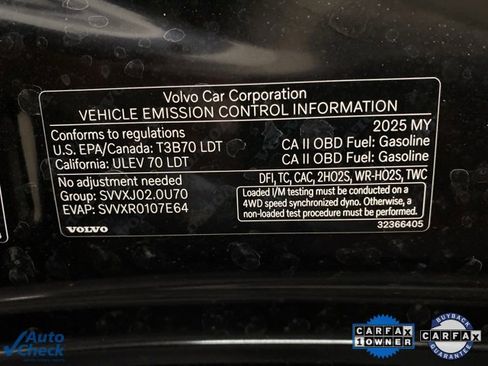 Volvo Car Corporation
VEHICLE EMISSION CONTROL INFORMATION
Conforms to regulations 2025 MY
U.S. EPA/Canada: T3B70 LDT CA II OBD Fuel: Gasoline
California: ULEV 70 LDT CA II OBD Fuel: Gasoline
No adjustment needed DFI, TC, CAC, 2HO2S, WR-HO2S, TWC
Group: SVVXJ02.0U70
EVAP: SVVXR0107E64
Loaded I/M testing must be conducted on a
4WD speed synchronized dyno. Otherwise, a
non-loaded test procedure must be performed.
VOLVO 32366405
Auto
Check
CARFAX
1 OWNER
BUYBACK
CARFAX
GUARANTEE